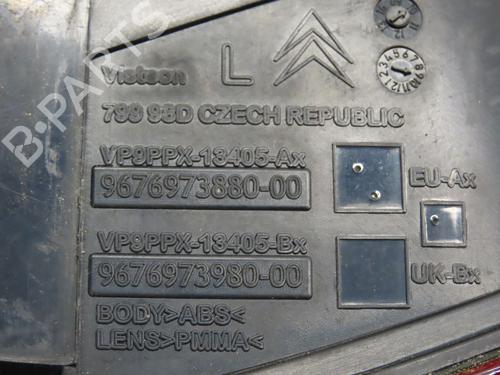 Visteon L
799 98D CZECH REPUBLIC
VP9PPX-13405-Ax
9676973880-00
EU-Ax
VP9PPX-13405-Bx
9676973980-00
UK-Bx
BODY>ABS<
LENS>PMMA<
B-PARTS